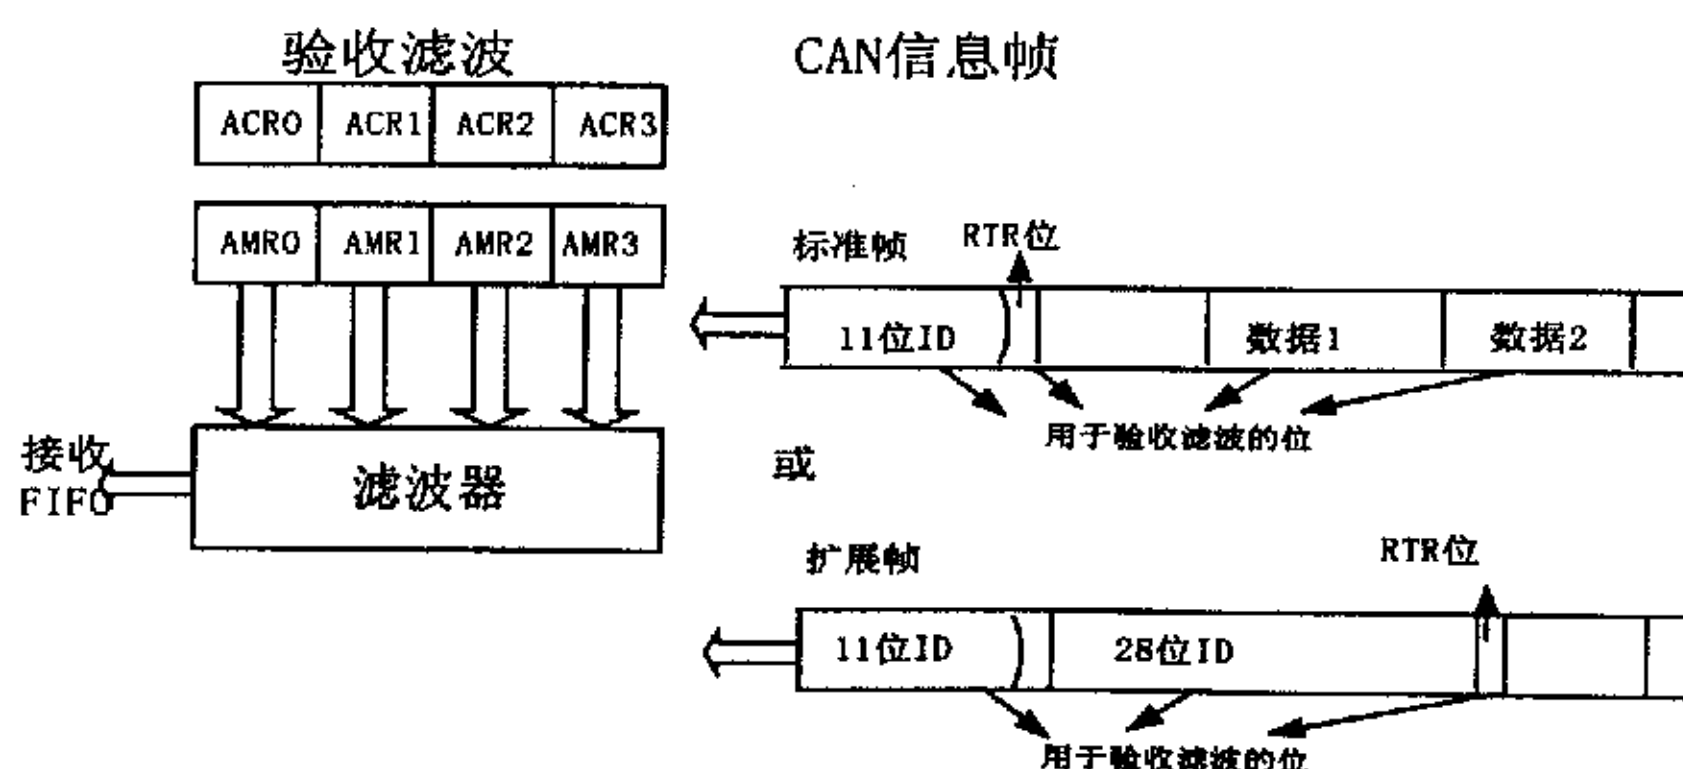 验收滤波
CAN信息帧
ACR0 ACR1 ACR2 ACR3
AMR0 AMR1 AMR2 AMR3
标准帧 RTR位
11位ID 数据1 数据2
用于验收滤波的位
接收
FIFO
滤波器
或
扩展帧 RTR位
11位ID 28位ID
用于验收滤波的位